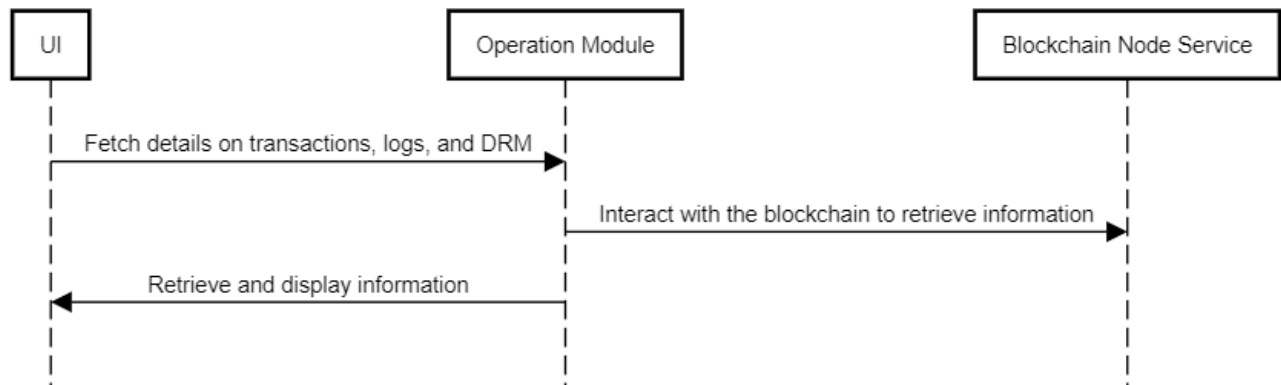 UI
Operation Module
Blockchain Node Service
Fetch details on transactions, logs, and DRM
Interact with the blockchain to retrieve information
Retrieve and display information